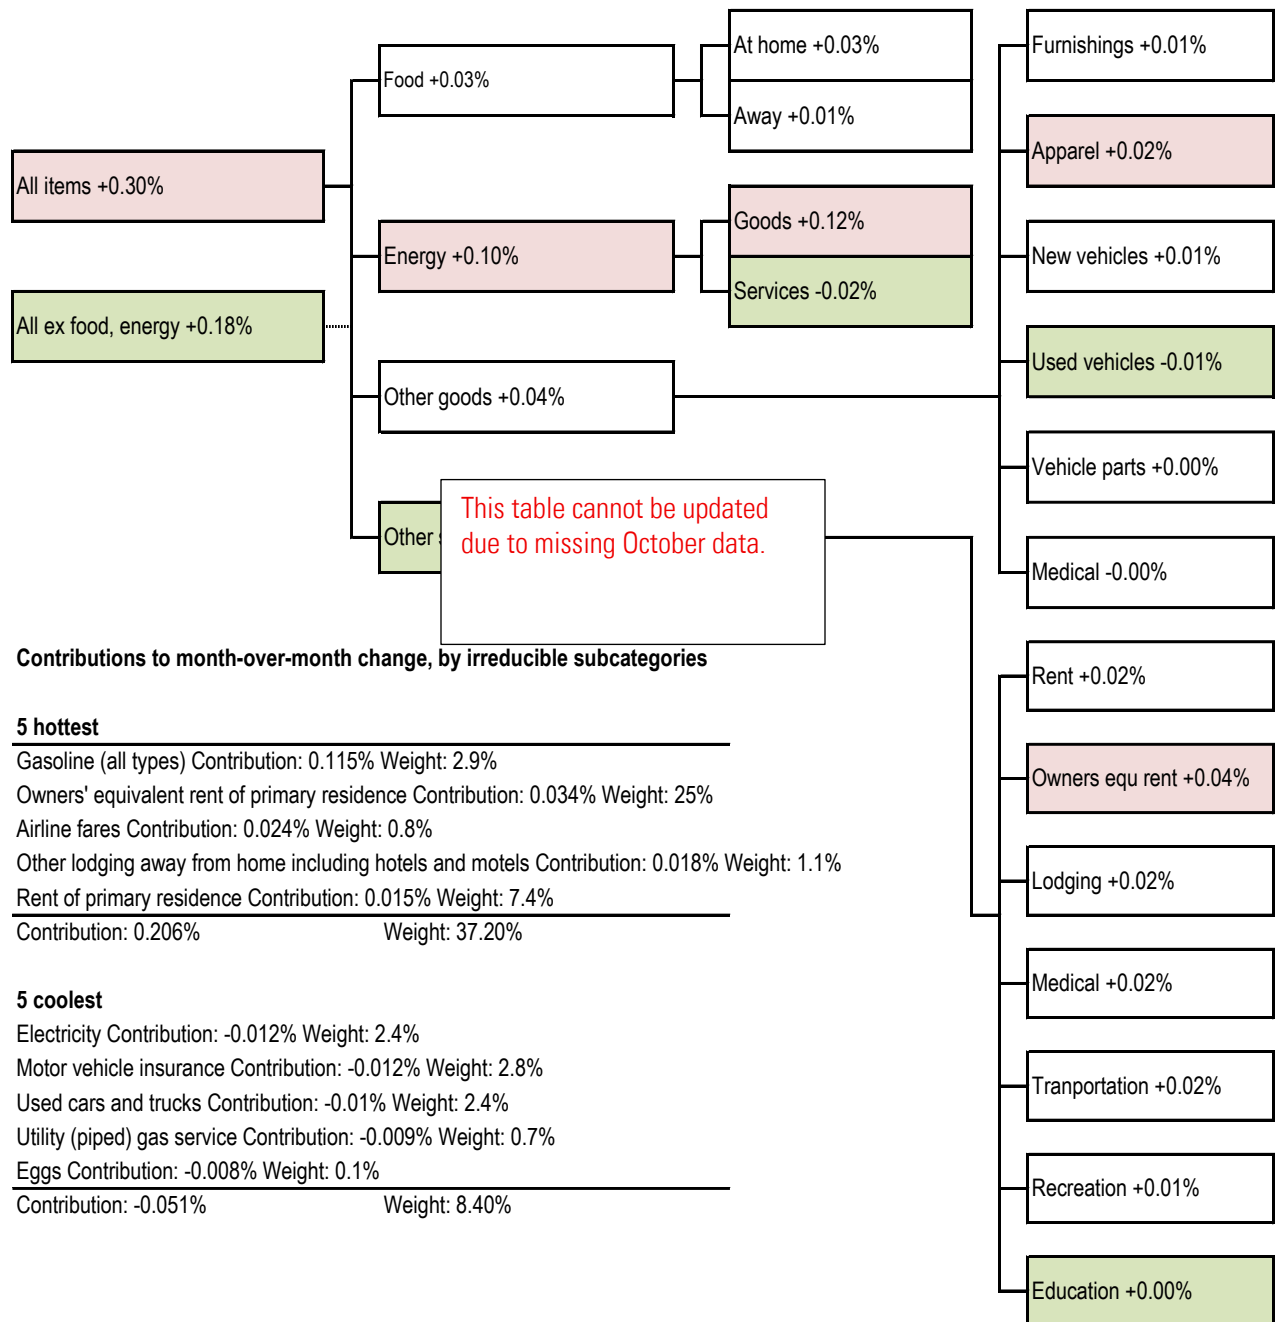 All items +0.30%
All ex food, energy +0.18%
Food +0.03%
Energy +0.10%
Other goods +0.04%
Other
This table cannot be updated
due to missing October data.
At home +0.03%
Away +0.01%
Goods +0.12%
Services -0.02%
Furnishings +0.01%
Apparel +0.02%
New vehicles +0.01%
Used vehicles -0.01%
Vehicle parts +0.00%
Medical -0.00%
Rent +0.02%
Owners equ rent +0.04%
Lodging +0.02%
Medical +0.02%
Tranportation +0.02%
Recreation +0.01%
Education +0.00%
Contributions to month-over-month change, by irreducible subcategories
5 hottest
Gasoline (all types) Contribution: 0.115% Weight: 2.9%
Owners' equivalent rent of primary residence Contribution: 0.034% Weight: 25%
Airline fares Contribution: 0.024% Weight: 0.8%
Other lodging away from home including hotels and motels Contribution: 0.018% Weight: 1.1%
Rent of primary residence Contribution: 0.015% Weight: 7.4%
Contribution: 0.206% Weight: 37.20%
5 coolest
Electricity Contribution: -0.012% Weight: 2.4%
Motor vehicle insurance Contribution: -0.012% Weight: 2.8%
Used cars and trucks Contribution: -0.01% Weight: 2.4%
Utility (piped) gas service Contribution: -0.009% Weight: 0.7%
Eggs Contribution: -0.008% Weight: 0.1%
Contribution: -0.051% Weight: 8.40%